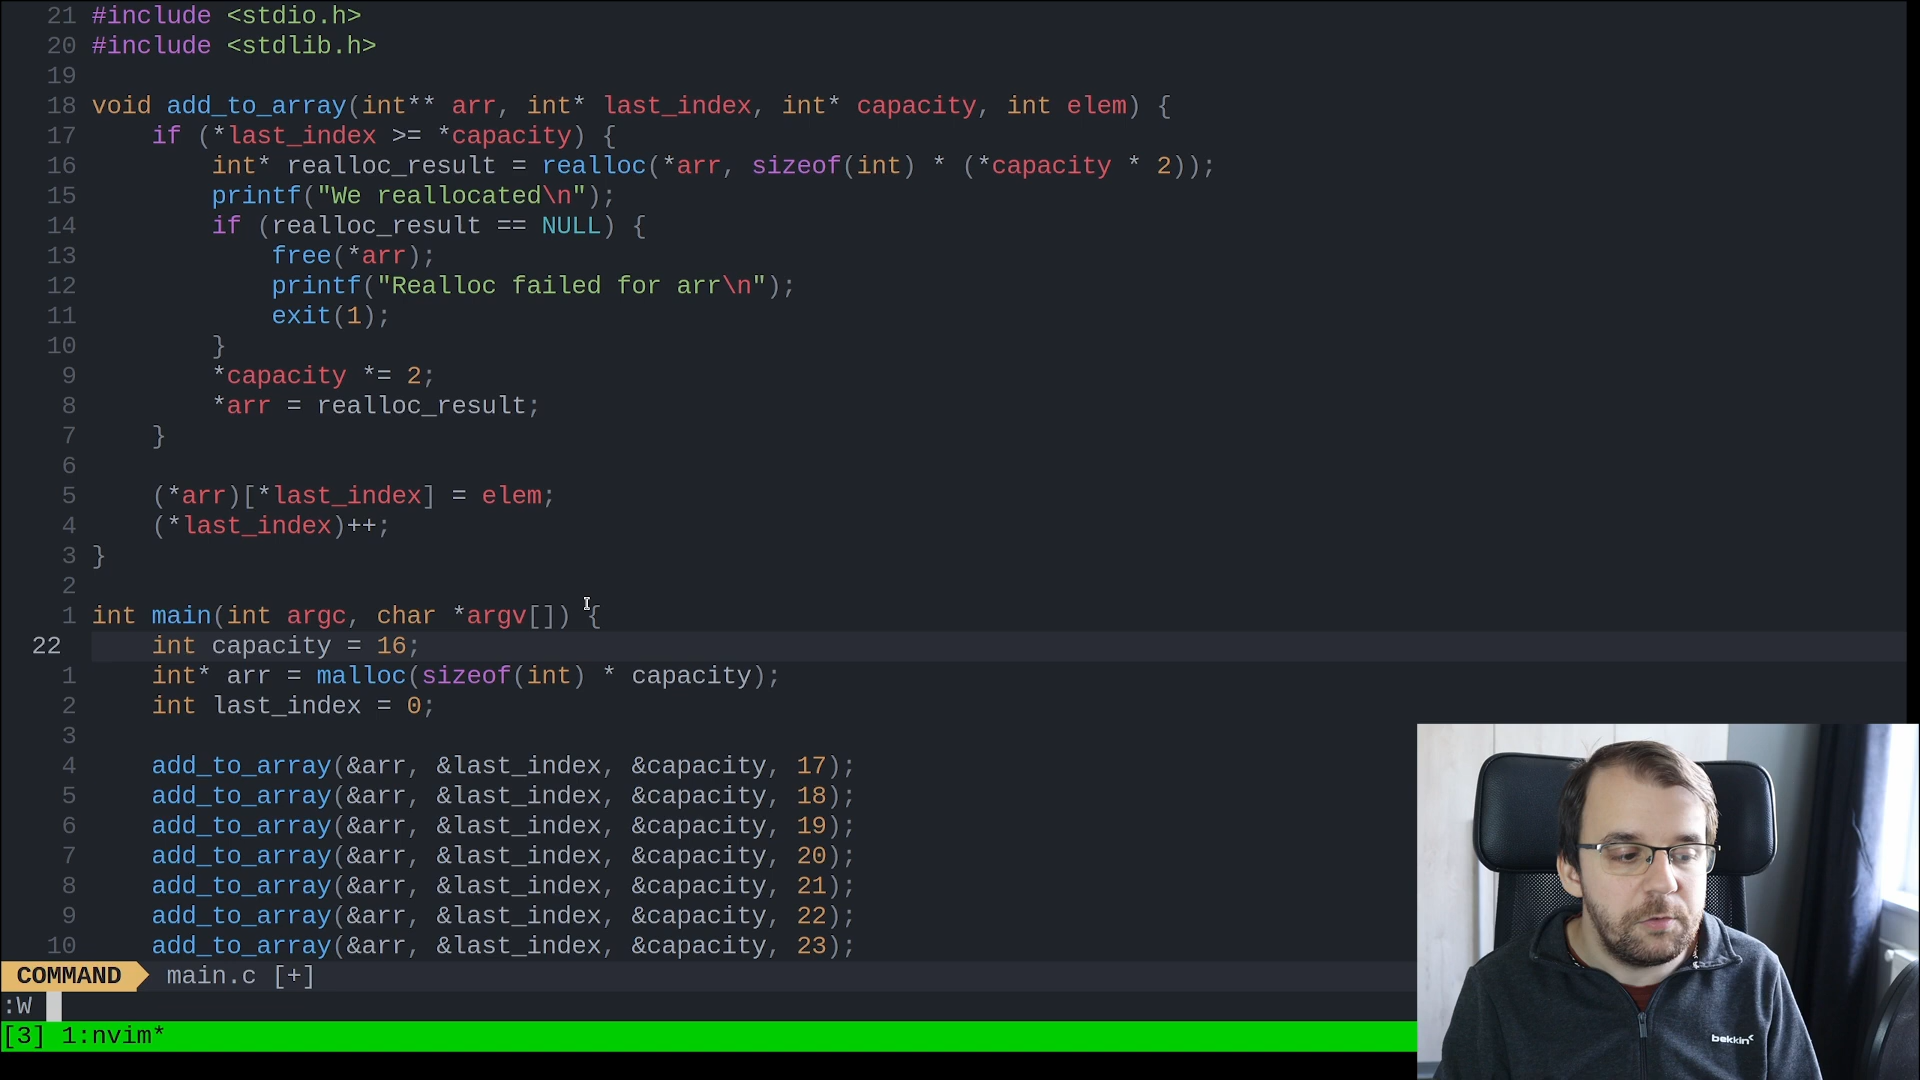 21 #include <stdio.h>
20 #include <stdlib.h>
19
18 void add_to_array(int** arr, int* last_index, int* capacity, int elem) {
17     if (*last_index >= *capacity) {
16         int* realloc_result = realloc(*arr, sizeof(int) * (*capacity * 2));
15         printf("We reallocated\n");
14         if (realloc_result == NULL) {
13             free(*arr);
12             printf("Realloc failed for arr\n");
11             exit(1);
10         }
9         *capacity *= 2;
8         *arr = realloc_result;
7     }
6
5     (*arr)[*last_index] = elem;
4     (*last_index)++;
3 }
2
1 int main(int argc, char *argv[]) {
22     int capacity = 16;
1     int* arr = malloc(sizeof(int) * capacity);
2     int last_index = 0;
3
4     add_to_array(&arr, &last_index, &capacity, 17);
5     add_to_array(&arr, &last_index, &capacity, 18);
6     add_to_array(&arr, &last_index, &capacity, 19);
7     add_to_array(&arr, &last_index, &capacity, 20);
8     add_to_array(&arr, &last_index, &capacity, 21);
9     add_to_array(&arr, &last_index, &capacity, 22);
10     add_to_array(&arr, &last_index, &capacity, 23);
COMMAND main.c [+]
:W
[3] 1:nvim*
bekkin